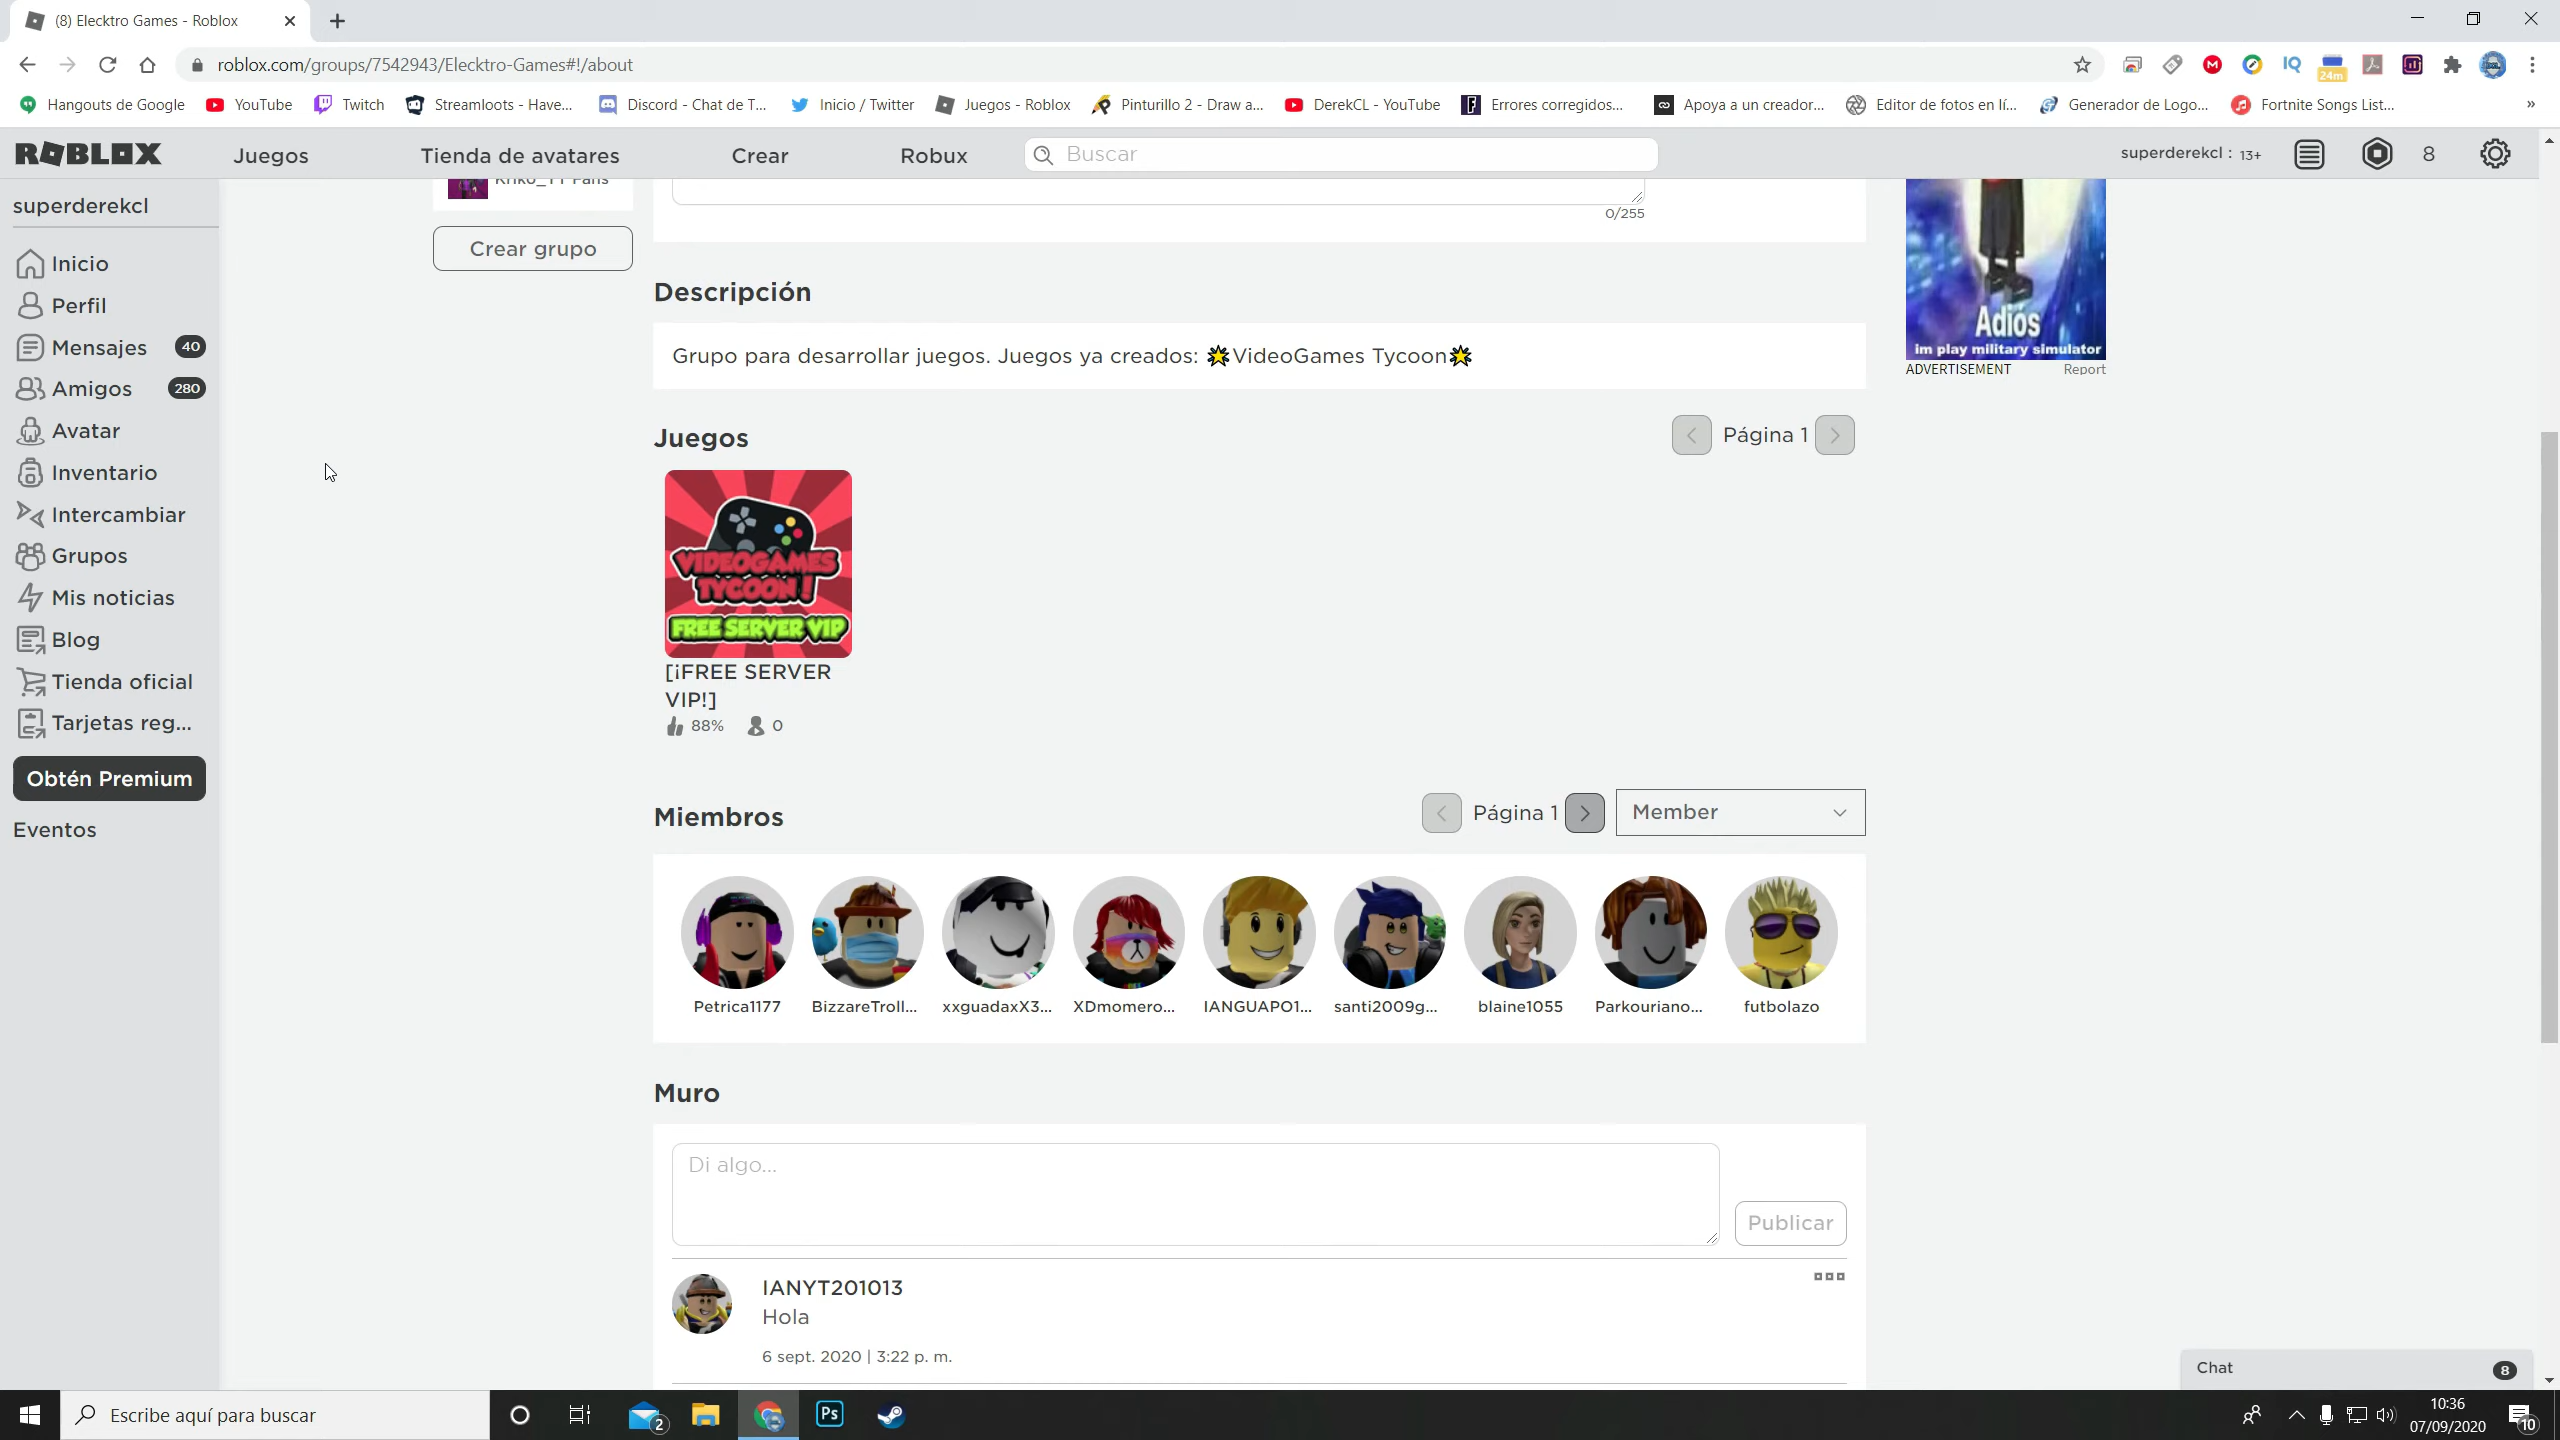 (8) Elecktro Games - Roblox
roblox.com/groups/7542943/Elecktro-Games#!/about
24m
Hangouts de Google
YouTube
Twitch
Streamloots - Have...
Discord - Chat de T...
Inicio / Twitter
Juegos - Roblox
Pinturillo 2 - Draw a...
DerekCL - YouTube
Errores corregidos...
Apoya a un creador...
Editor de fotos en lí...
Generador de Logo...
Fortnite Songs List...
»
ROBLOX
Juegos
Tienda de avatares
Crear
Robux
Buscar
superderekcl : 13+
8
superderekcl
Inicio
Perfil
Mensajes 40
Amigos 280
Avatar
Inventario
Intercambiar
Grupos
Mis noticias
Blog
Tienda oficial
Tarjetas reg...
Obtén Premium
Eventos
Crear grupo
0/255
Descripción
Grupo para desarrollar juegos. Juegos ya creados: 🌟VideoGames Tycoon🌟
Adiós
im play military simulator
ADVERTISEMENT
Report
Juegos
Página 1
VIDEOGAMES
TYCOON!
FREE SERVER VIP
[¡FREE SERVER
VIP!]
88%
0
Miembros
Página 1
Member
Petrica1177
BizzareTroll...
xxguadaxX3...
XDmomero...
IANGUAPO1...
santi2009g...
blaine1055
Parkouriano...
futbolazo
Muro
Di algo...
Publicar
IANYT201013
Hola
6 sept. 2020 | 3:22 p. m.
Chat
8
Escribe aquí para buscar
2
Ps
10:36
07/09/2020
10